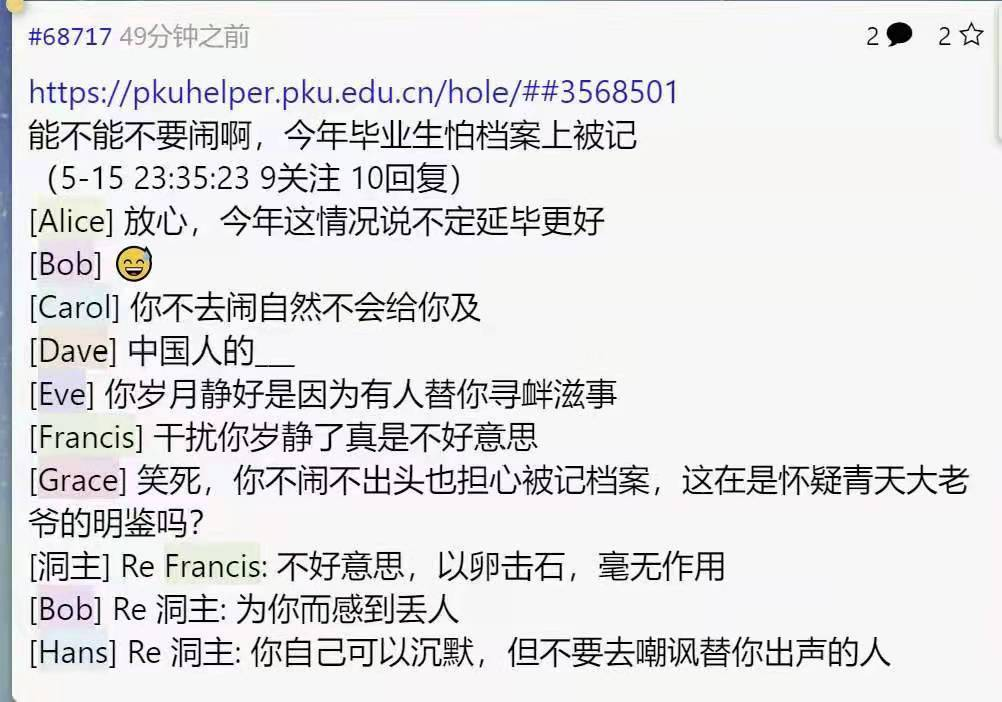 #68717 49分钟之前 2 2
https://pkuhelper.pku.edu.cn/hole/##3568501
能不能不要闹啊，今年毕业生怕档案上被记
（5-15 23:35:23 9关注 10回复）
[Alice] 放心，今年这情况说不定延毕更好
[Bob] 😅
[Carol] 你不去闹自然不会给你及
[Dave] 中国人的___
[Eve] 你岁月静好是因为有人替你寻衅滋事
[Francis] 干扰你岁静了真是不好意思
[Grace] 笑死，你不闹不出头也担心被记档案，这在是怀疑青天大老
爷的明鉴吗？
[洞主] Re Francis: 不好意思，以卵击石，毫无作用
[Bob] Re 洞主: 为你而感到丢人
[Hans] Re 洞主: 你自己可以沉默，但不要去嘲讽替你出声的人